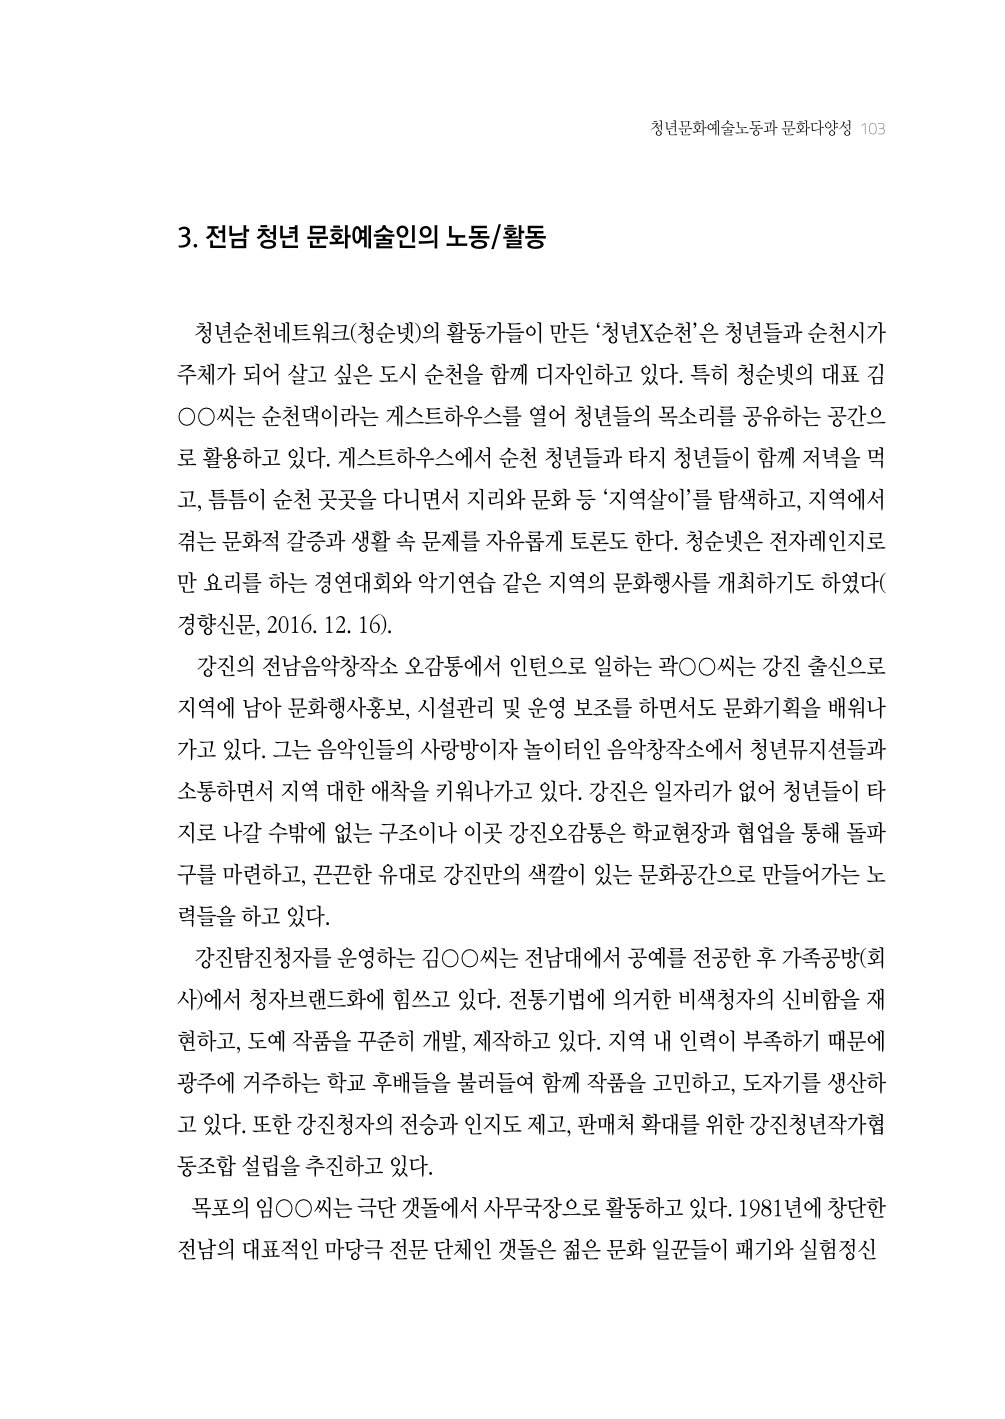 청년문화예술노동과 문화다양성 103
3. 전남 청년 문화예술인의 노동/활동
청년순천네트워크(청순넷)의 활동가들이 만든 ‘청년X순천’은 청년들과 순천시가
주체가 되어 살고 싶은 도시 순천을 함께 디자인하고 있다. 특히 청순넷의 대표 김
○○씨는 순천댁이라는 게스트하우스를 열어 청년들의 목소리를 공유하는 공간으
로 활용하고 있다. 게스트하우스에서 순천 청년들과 타지 청년들이 함께 저녁을 먹
고, 틈틈이 순천 곳곳을 다니면서 지리와 문화 등 ‘지역살이’를 탐색하고, 지역에서
겪는 문화적 갈증과 생활 속 문제를 자유롭게 토론도 한다. 청순넷은 전자레인지로
만 요리를 하는 경연대회와 악기연습 같은 지역의 문화행사를 개최하기도 하였다(
경향신문, 2016. 12. 16).
강진의 전남음악창작소 오감통에서 인턴으로 일하는 곽○○씨는 강진 출신으로
지역에 남아 문화행사홍보, 시설관리 및 운영 보조를 하면서도 문화기획을 배워나
가고 있다. 그는 음악인들의 사랑방이자 놀이터인 음악창작소에서 청년뮤지션들과
소통하면서 지역 대한 애착을 키워나가고 있다. 강진은 일자리가 없어 청년들이 타
지로 나갈 수밖에 없는 구조이나 이곳 강진오감통은 학교현장과 협업을 통해 돌파
구를 마련하고, 끈끈한 유대로 강진만의 색깔이 있는 문화공간으로 만들어가는 노
력들을 하고 있다.
강진탐진청자를 운영하는 김○○씨는 전남대에서 공예를 전공한 후 가족공방(회
사)에서 청자브랜드화에 힘쓰고 있다. 전통기법에 의거한 비색청자의 신비함을 재
현하고, 도예 작품을 꾸준히 개발, 제작하고 있다. 지역 내 인력이 부족하기 때문에
광주에 거주하는 학교 후배들을 불러들여 함께 작품을 고민하고, 도자기를 생산하
고 있다. 또한 강진청자의 전승과 인지도 제고, 판매처 확대를 위한 강진청년작가협
동조합 설립을 추진하고 있다.
목포의 임○○씨는 극단 갯돌에서 사무국장으로 활동하고 있다. 1981년에 창단한
전남의 대표적인 마당극 전문 단체인 갯돌은 젊은 문화 일꾼들이 패기와 실험정신